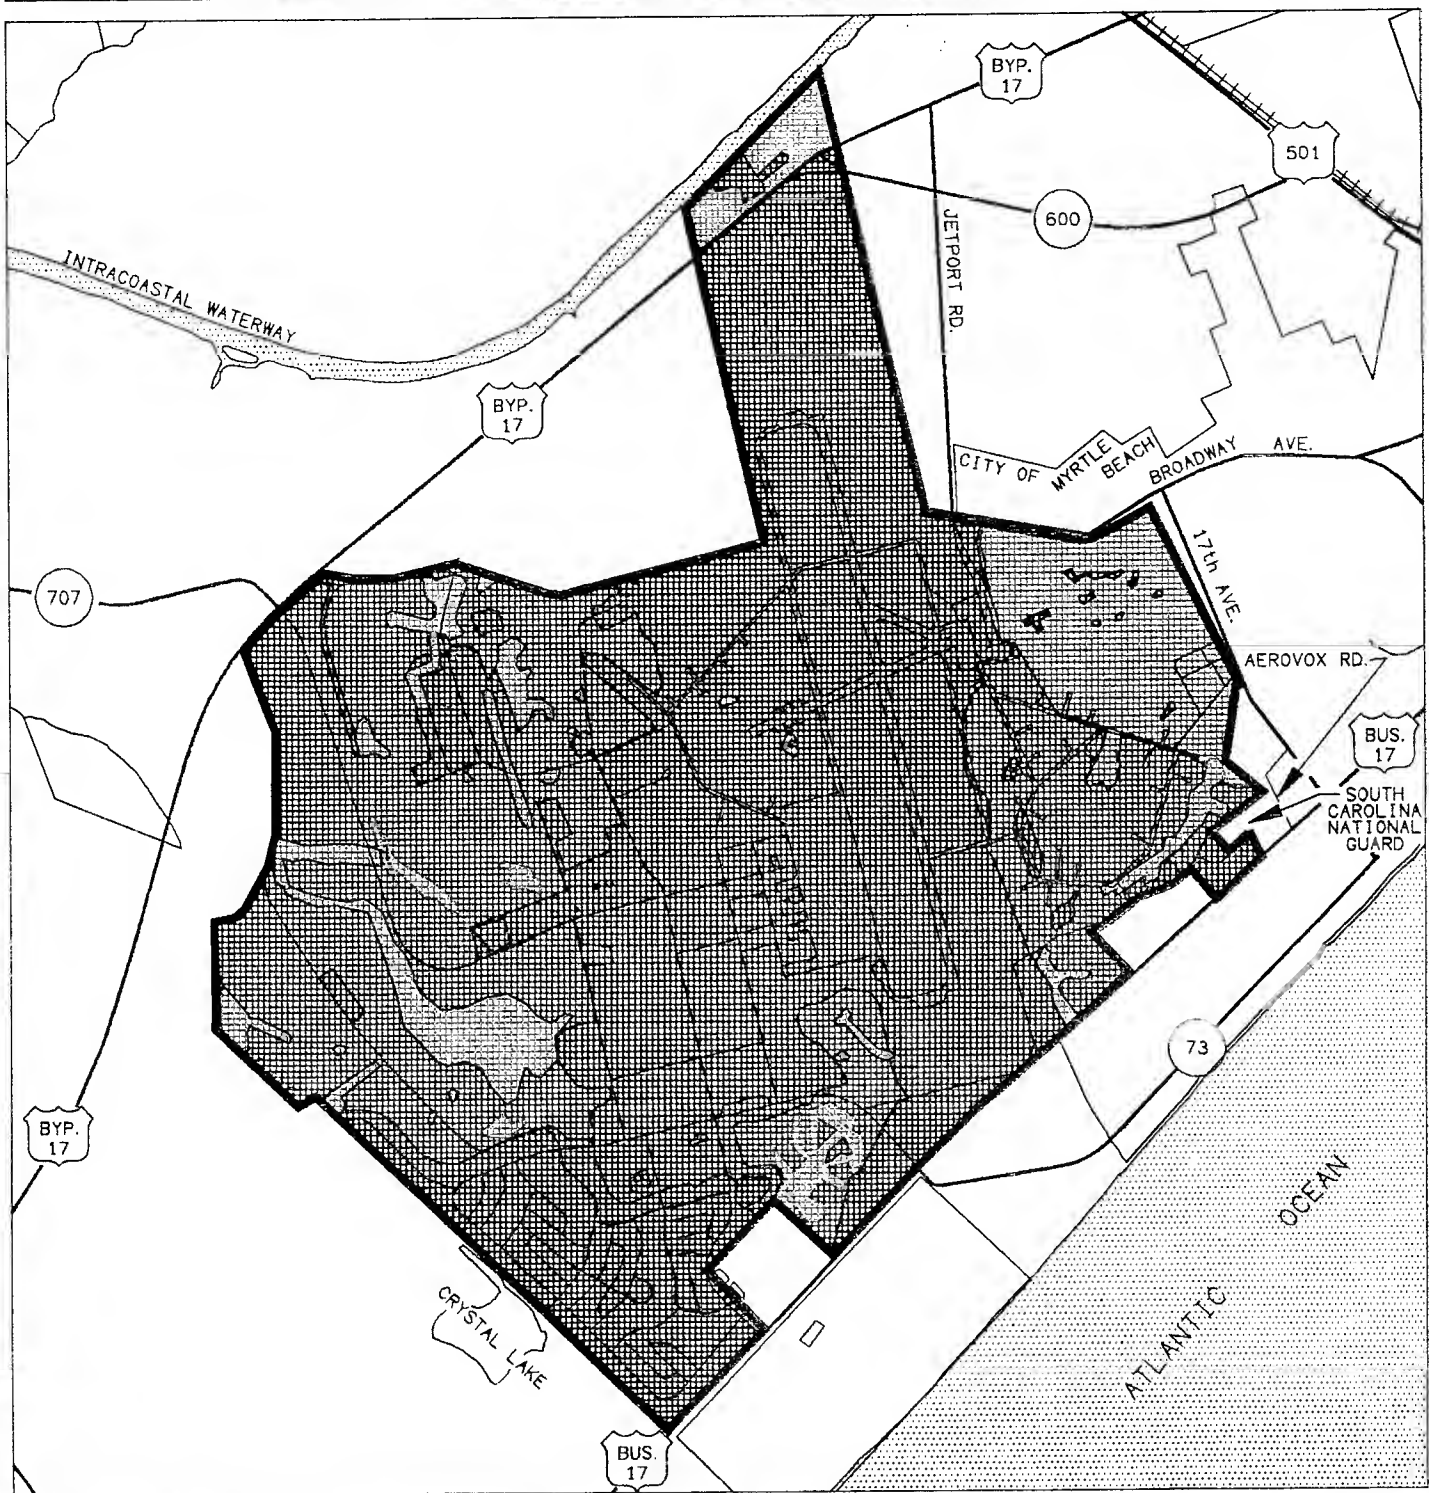 BYP.
17
501
600
JETPORT RD.
INTRACOASTAL WATERWAY
BYP.
17
CITY OF MYRTLE BEACH
BROADWAY AVE.
17th AVE.
707
AEROVOX RD.
BUS.
17
SOUTH
CAROLINA
NATIONAL
GUARD
73
BYP.
17
OCEAN
ATLANTIC
CRYSTAL LAKE
BUS.
17